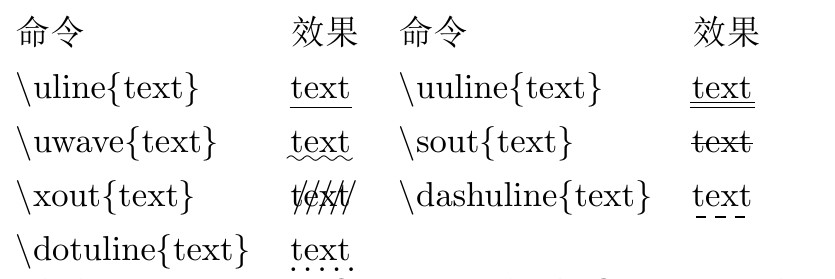 命令 效果 命令 效果
\uline{text} text \uuline{text} text
\uwave{text} text \sout{text} text
\xout{text} text \dashuline{text} text
\dotuline{text} text